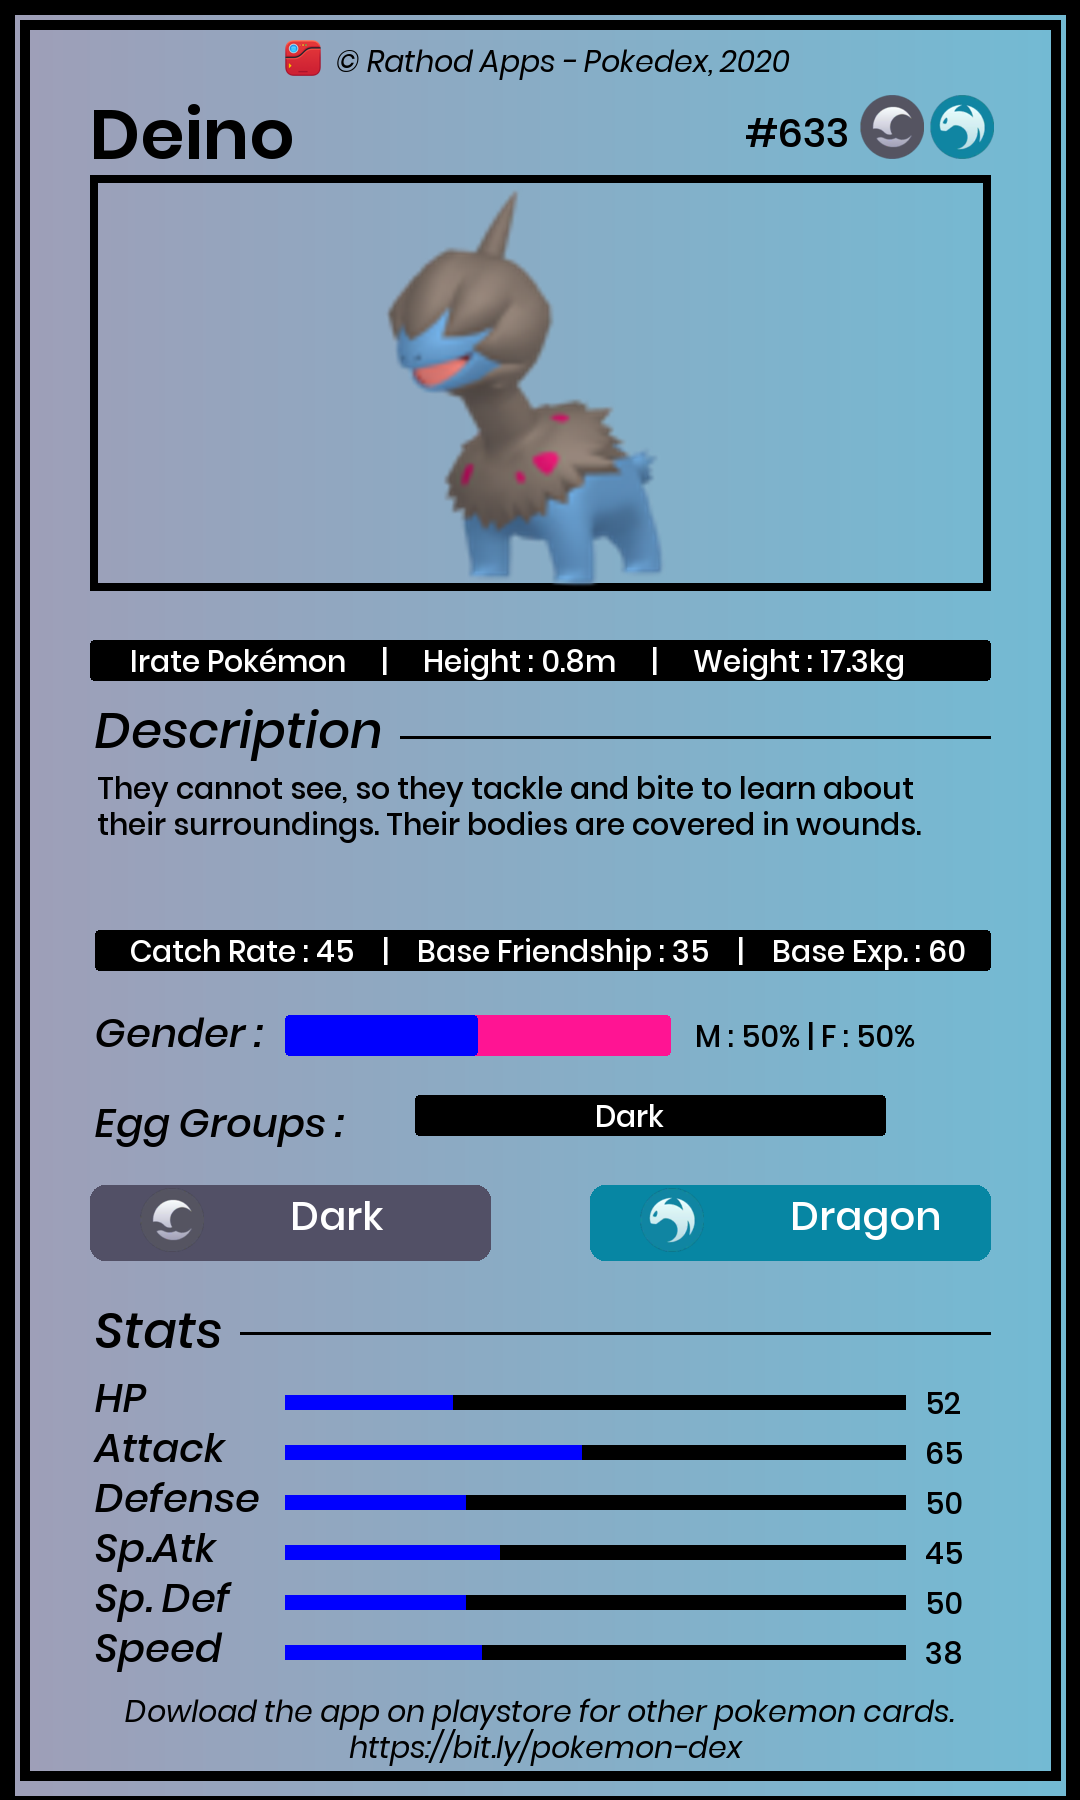 © Rathod Apps - Pokedex, 2020
Deino
#633
Irate Pokémon | Height : 0.8m | Weight : 17.3kg
Description
They cannot see, so they tackle and bite to learn about
their surroundings. Their bodies are covered in wounds.
Catch Rate : 45 | Base Friendship : 35 | Base Exp. : 60
Gender : M : 50% | F : 50%
Egg Groups : Dark
Dark Dragon
Stats
HP 52
Attack 65
Defense 50
Sp.Atk 45
Sp. Def 50
Speed 38
Dowload the app on playstore for other pokemon cards.
https://bit.ly/pokemon-dex